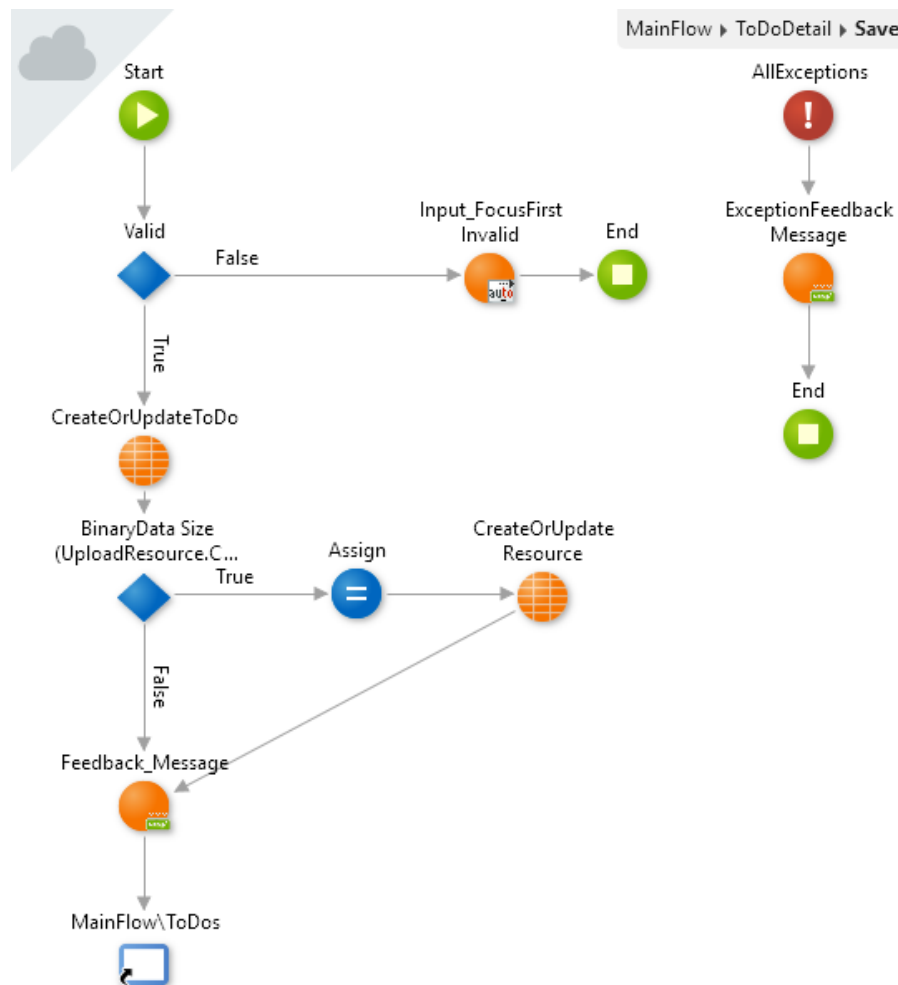 MainFlow ▸ ToDoDetail ▸ Save
Start
AllExceptions
Valid
False
Input_FocusFirst
Invalid
End
ExceptionFeedback
Message
True
auto
End
CreateOrUpdateToDo
BinaryData Size
(UploadResource.C...
True
Assign
CreateOrUpdate
Resource
False
Feedback_Message
MainFlow\ToDos